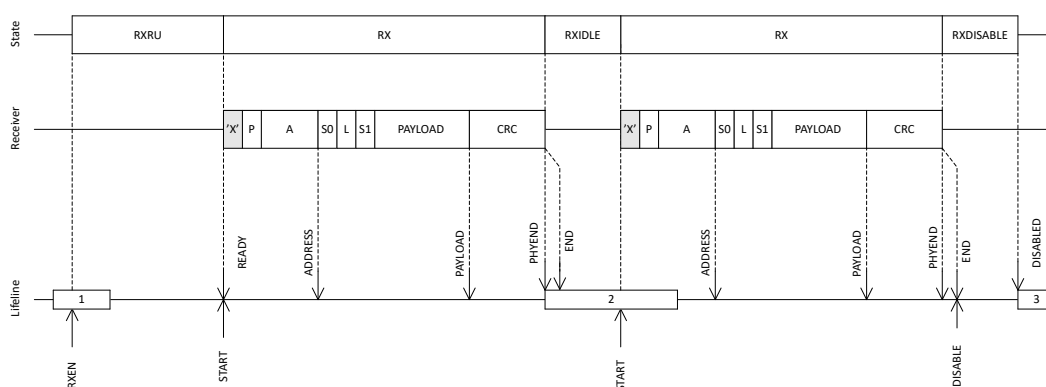 State
RXRU
RX
RXIDLE
RX
RXDISABLE
Receiver
'X'
P
A
S0
L
S1
PAYLOAD
CRC
'X'
P
A
S0
L
S1
PAYLOAD
CRC
READY
ADDRESS
PAYLOAD
PHYEND
END
ADDRESS
PAYLOAD
PHYEND
END
DISABLED
Lifeline
1
2
3
RXEN
START
START
DISABLE